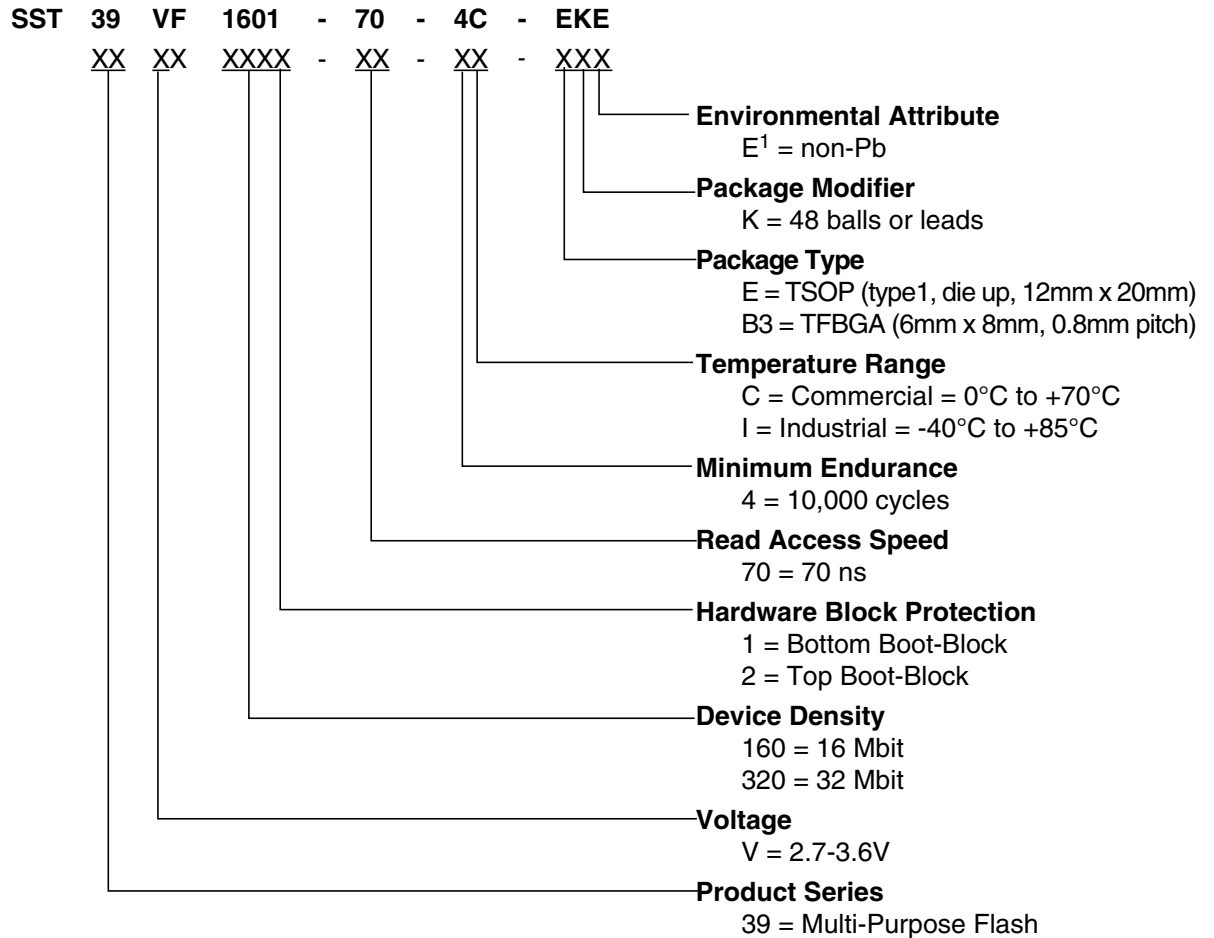 SST 39 VF 1601 - 70 - 4C - EKE
XX XX XXXX - XX - XX - XXX
Environmental Attribute
E1 = non-Pb
Package Modifier
K = 48 balls or leads
Package Type
E = TSOP (type1, die up, 12mm x 20mm)
B3 = TFBGA (6mm x 8mm, 0.8mm pitch)
Temperature Range
C = Commercial = 0°C to +70°C
I = Industrial = -40°C to +85°C
Minimum Endurance
4 = 10,000 cycles
Read Access Speed
70 = 70 ns
Hardware Block Protection
1 = Bottom Boot-Block
2 = Top Boot-Block
Device Density
160 = 16 Mbit
320 = 32 Mbit
Voltage
V = 2.7-3.6V
Product Series
39 = Multi-Purpose Flash